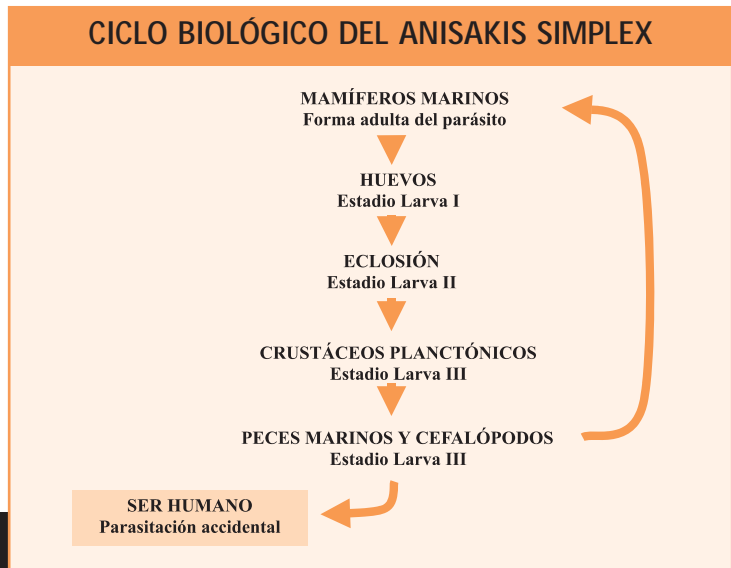 CICLO BIOLÓGICO DEL ANISAKIS SIMPLEX
MAMÍFEROS MARINOS
Forma adulta del parásito
HUEVOS
Estadio Larva I
ECLOSIÓN
Estadio Larva II
CRUSTÁCEOS PLANCTÓNICOS
Estadio Larva III
PECES MARINOS Y CEFALÓPODOS
Estadio Larva III
SER HUMANO
Parasitación accidental